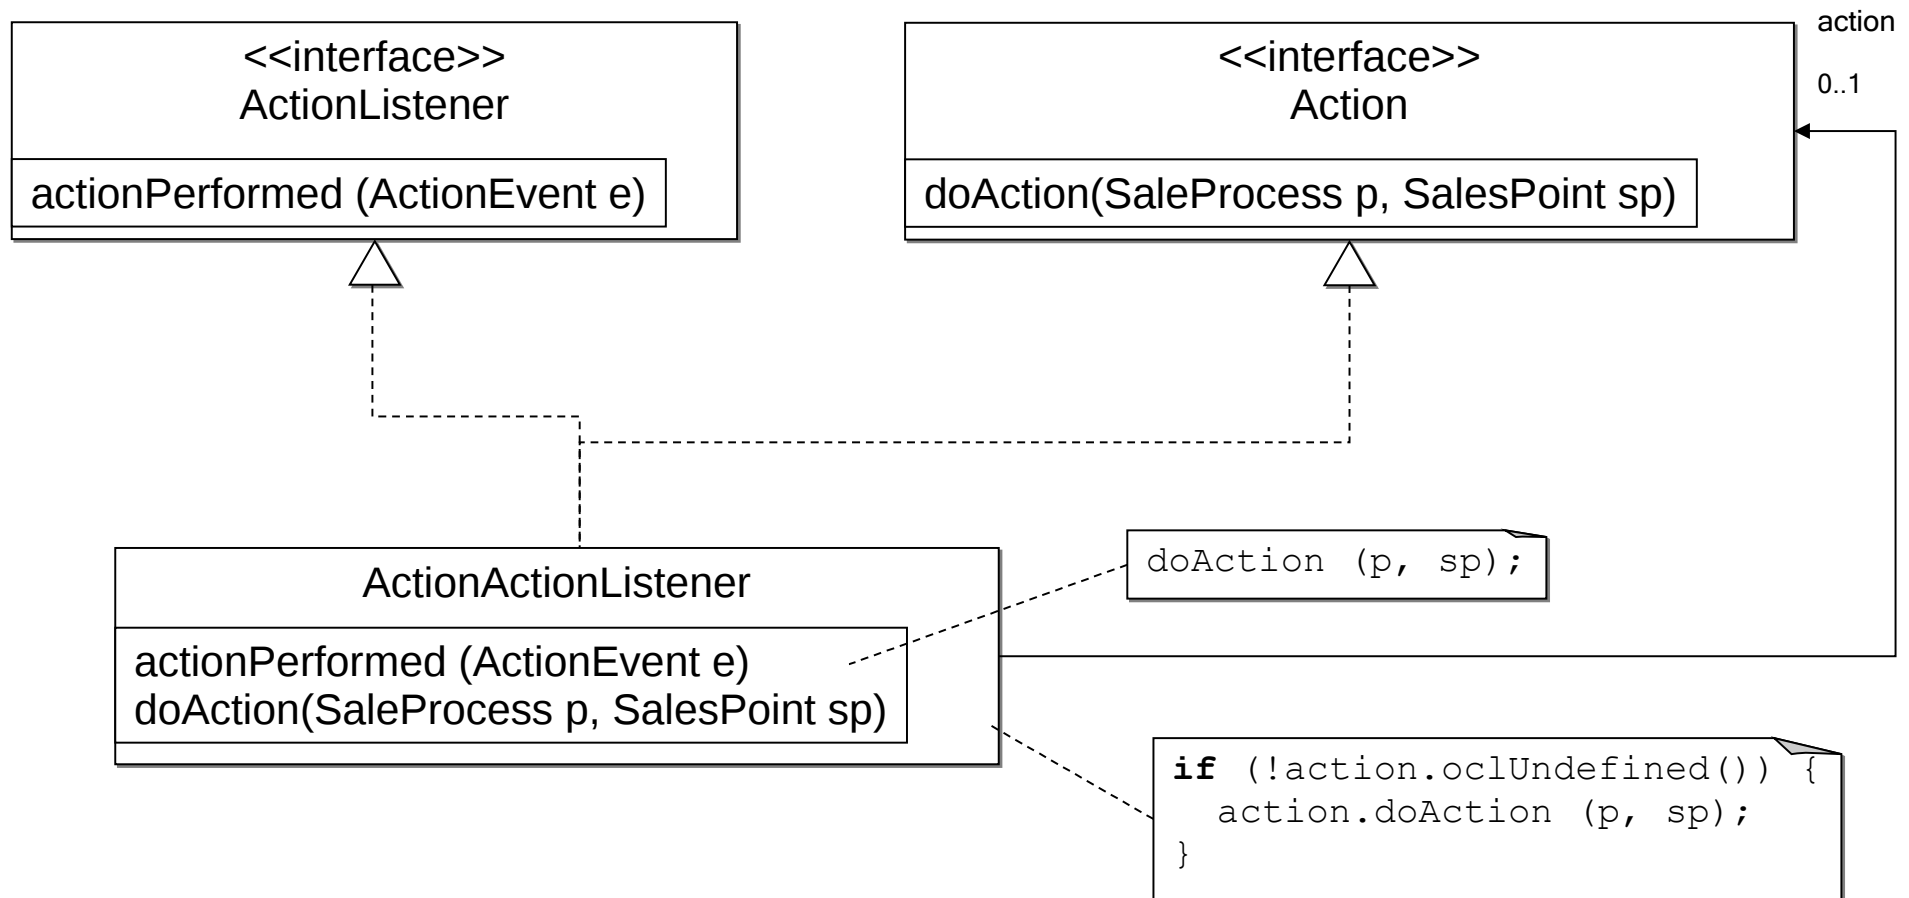 <<interface>>
ActionListener
actionPerformed (ActionEvent e)
<<interface>>
Action
doAction(SaleProcess p, SalesPoint sp)
action
0..1
ActionActionListener
actionPerformed (ActionEvent e)
doAction(SaleProcess p, SalesPoint sp)
doAction (p, sp);
if (!action.oclUndefined()) {
action.doAction (p, sp);
}